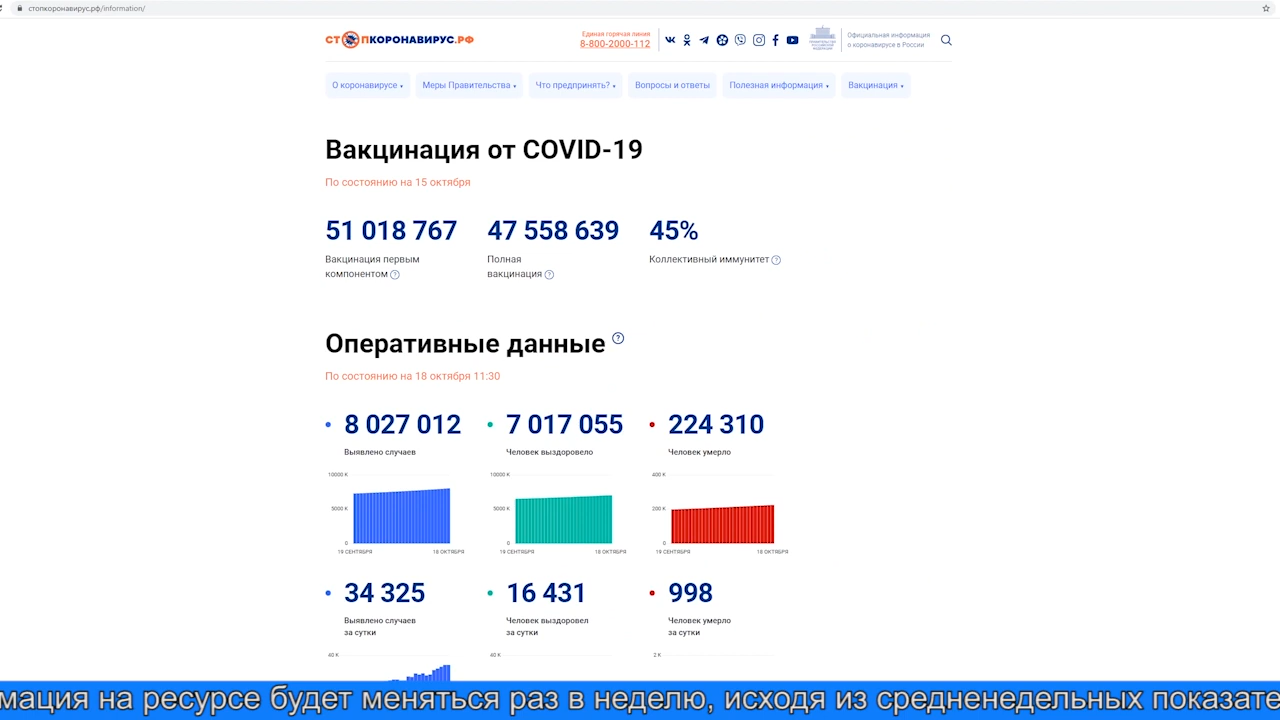 стопкоронавирус.рф/information/
СТОПКОРОНАВИРУС.РФ
Единая горячая линия
8-800-2000-112
ПРАВИТЕЛЬСТВО
РОССИЙСКОЙ
ФЕДЕРАЦИИ
Официальная информация
о коронавирусе в России
О коронавирусе
Меры Правительства
Что предпринять?
Вопросы и ответы
Полезная информация
Вакцинация
Вакцинация от COVID-19
По состоянию на 15 октября
51 018 767 47 558 639 45%
Вакцинация первым
компонентом ?
Полная
вакцинация ?
Коллективный иммунитет ?
Оперативные данные ?
По состоянию на 18 октября 11:30
8 027 012 7 017 055 224 310
Выявлено случаев Человек выздоровело Человек умерло
10000 К 10000 К 400 К
5000 К 5000 К 200 К
0 0 0
19 СЕНТЯБРЯ 18 ОКТЯБРЯ 19 СЕНТЯБРЯ 18 ОКТЯБРЯ 19 СЕНТЯБРЯ 18 ОКТЯБРЯ
34 325 16 431 998
Выявлено случаев
за сутки
Человек выздоровел
за сутки
Человек умерло
за сутки
40 К 40 К 2 К
мация на ресурсе будет меняться раз в неделю, исходя из средненедельных показате